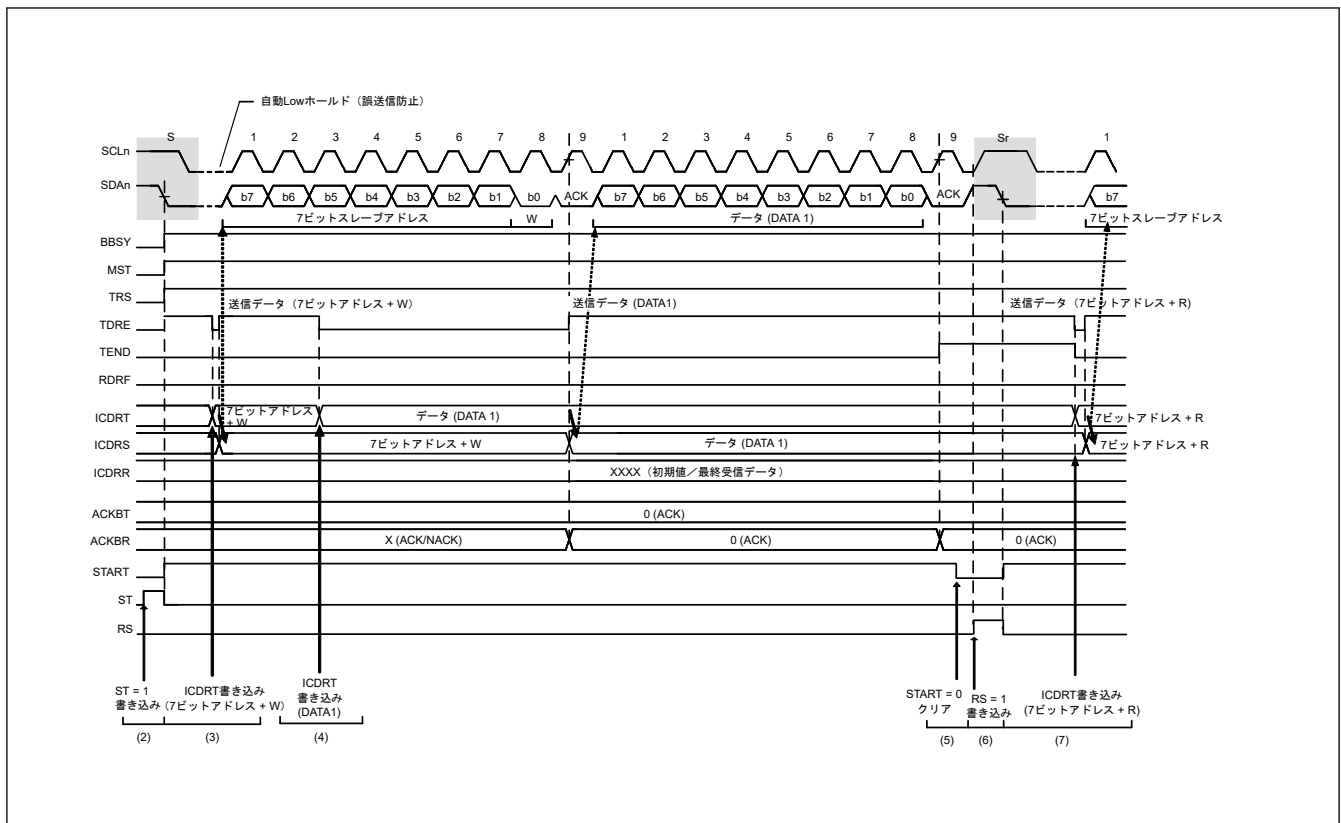 自動Lowホールド（誤送信防止）
S 1 2 3 4 5 6 7 8 9 1 2 3 4 5 6 7 8 9 Sr 1
SCLn
SDAn b7 b6 b5 b4 b3 b2 b1 b0 ACK b7 b6 b5 b4 b3 b2 b1 b0 ACK b7
7ビットスレーブアドレス W データ (DATA 1) 7ビットスレーブアドレス
BBSY
MST
TRS
送信データ（7ビットアドレス + W） 送信データ (DATA1) 送信データ（7ビットアドレス + R）
TDRE
TEND
RDRF
ICDRT 7ビットアドレス + W データ (DATA 1) 7ビットアドレス + R
ICDRS 7ビットアドレス + W データ (DATA 1) 7ビットアドレス + R
ICDRR XXXX（初期値／最終受信データ）
ACKBT 0 (ACK)
ACKBR X (ACK/NACK) 0 (ACK) 0 (ACK)
START
ST
RS
ST = 1
書き込み
ICDRT書き込み
(7ビットアドレス + W)
ICDRT
書き込み
(DATA1)
START = 0
クリア
RS = 1
書き込み
ICDRT書き込み
(7ビットアドレス + R)
(2) (3) (4) (5) (6) (7)